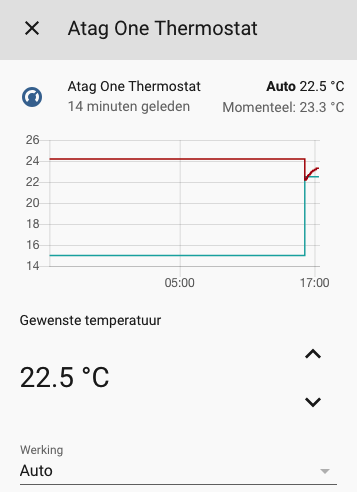 Atag One Thermostat
Atag One Thermostat
Auto 22.5 °C
14 minuten geleden
Momenteel: 23.3 °C
26
24
22
20
18
16
14
05:00
17:00
Gewenste temperatuur
22.5 °C
Werking
Auto